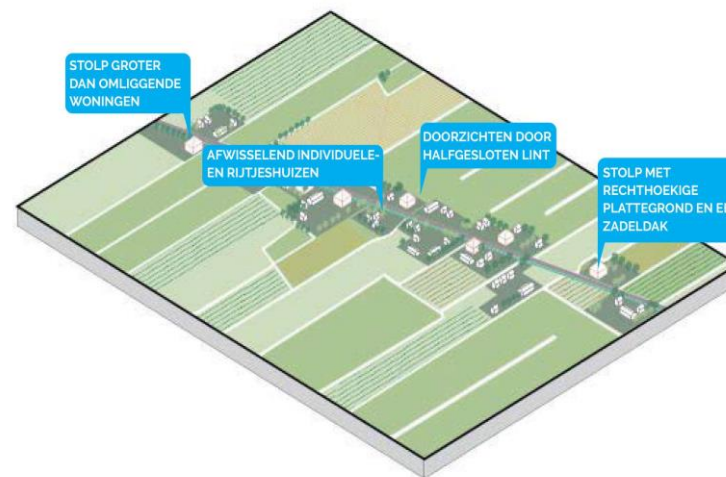 STOLP GROTER
DAN OMLIGGENDE
WONINGEN
AFWISSELEND INDIVIDUELE-
EN RIJTJESHUIZEN
DOORZICHTEN DOOR
HALFGESLOTEN LINT
STOLP MET
RECHTHOEKIGE
PLATTEGROND EN
ZADELDAK